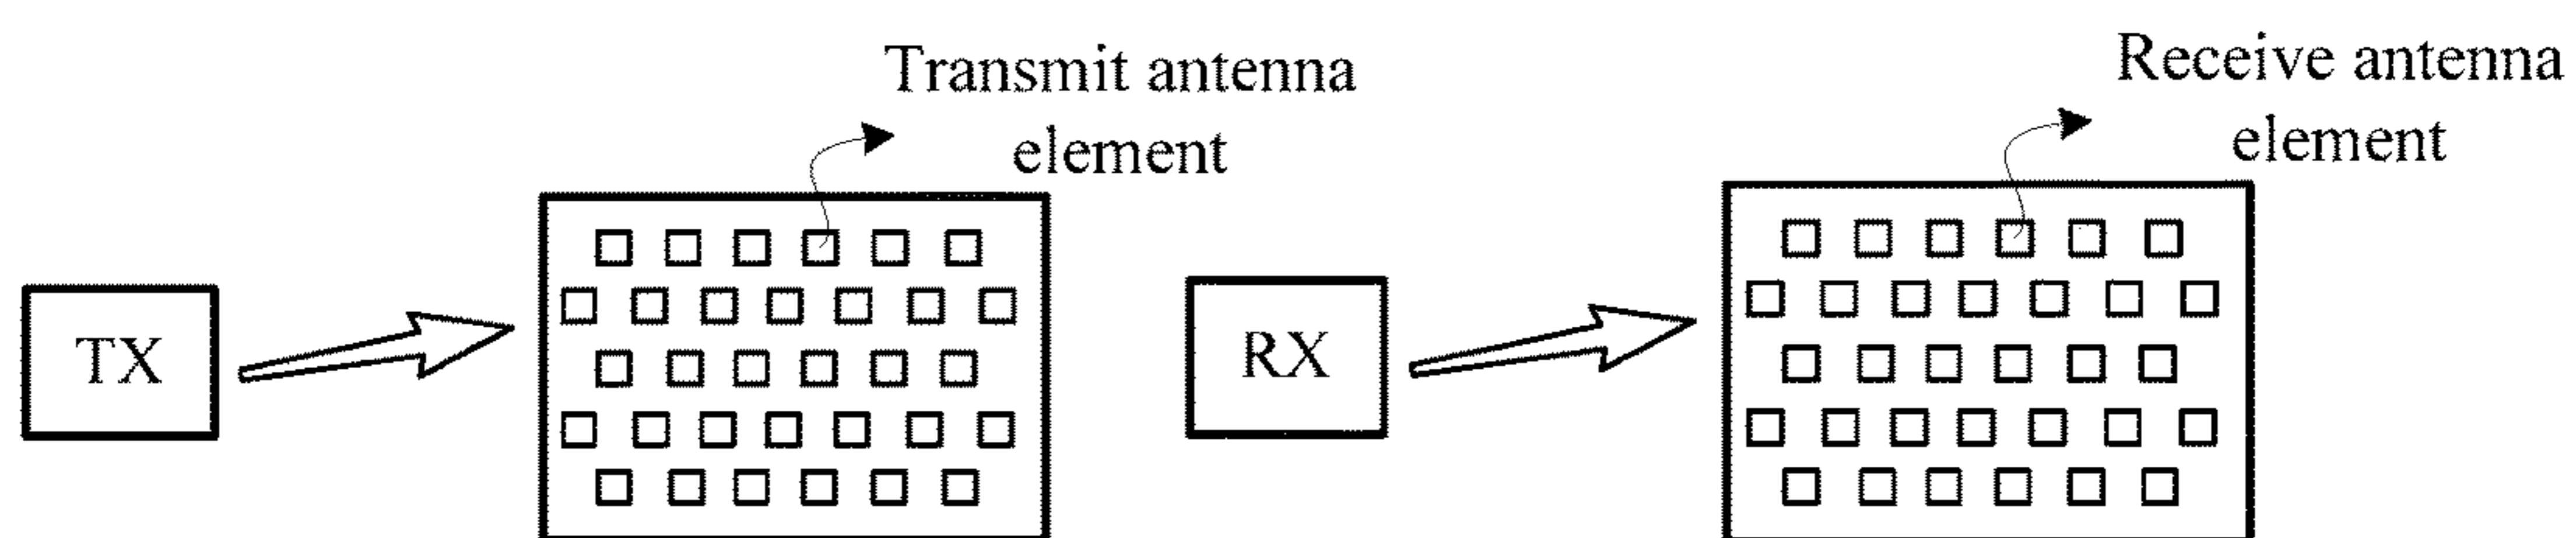 Transmit antenna
element
Receive antenna
element
TX
RX